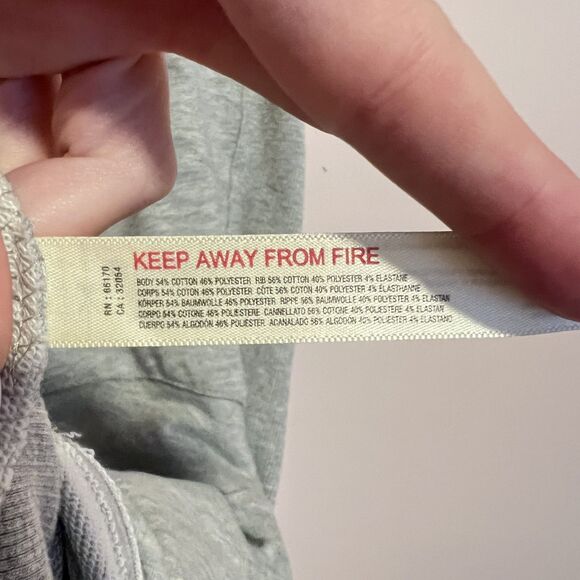 KEEP AWAY FROM FIRE
BODY 54% COTTON 46% POLYESTER RIB 56% COTTON 40% POLYESTER 4% ELASTANE
CORPS 54% COTON 46% POLYESTER CÔTE 56% COTON 40% POLYESTER 4% ELASTHANNE
KÖRPER 54% BAUMWOLLE 46% POLYESTER RIPPE 56% BAUMWOLLE 40% POLYESTER 4% ELASTAN
CORPO 54% COTONE 46% POLIESTERE CANNELLATO 56% COTONE 40% POLIESTERE 4% ELASTAN
CUERPO 54% ALGODÓN 46% POLIÉSTER ACANALADO 56% ALGODÓN 40% POLIÉSTER 4% ELASTANO
RN : 66170
CA : 32054